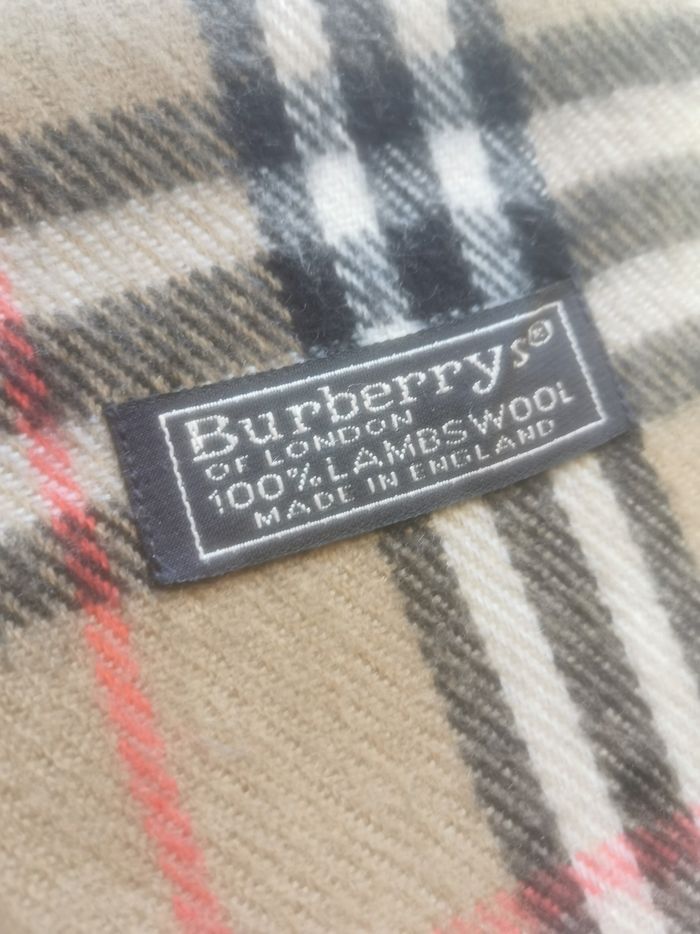 Burberrys®
OF LONDON
100% LAMBSWOOL
MADE IN ENGLAND